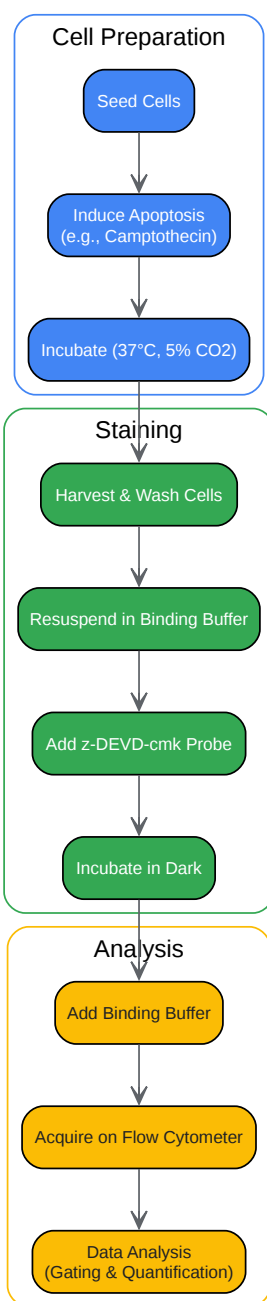 Cell Preparation
Seed Cells
Induce Apoptosis
(e.g., Camptothecin)
Incubate (37°C, 5% CO2)
Staining
Harvest & Wash Cells
Resuspend in Binding Buffer
Add z-DEVD-cmk Probe
Incubate in Dark
Analysis
Add Binding Buffer
Acquire on Flow Cytometer
Data Analysis
(Gating & Quantification)